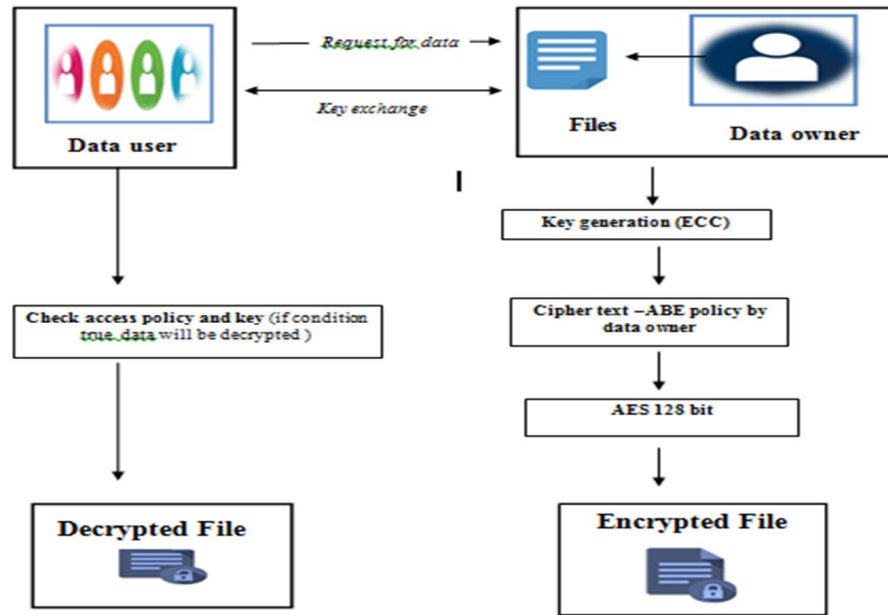 Request for data
Key exchange
Data user
Files
Data owner
Key generation (ECC)
Cipher text –ABE policy by
data owner
AES 128 bit
Encrypted File
Check access policy and key (if condition
true, data will be decrypted )
Decrypted File